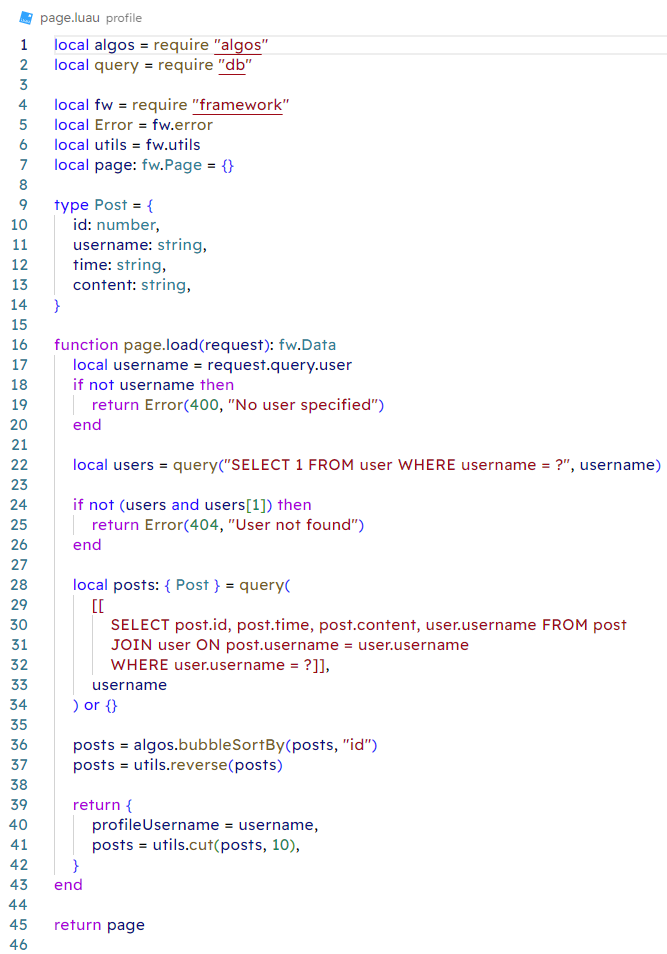 page.luau profile
1 local algos = require "algos"
2 local query = require "db"
3
4 local fw = require "framework"
5 local Error = fw.error
6 local utils = fw.utils
7 local page: fw.Page = {}
8
9 type Post = {
10     id: number,
11     username: string,
12     time: string,
13     content: string,
14 }
15
16 function page.load(request): fw.Data
17     local username = request.query.user
18     if not username then
19         return Error(400, "No user specified")
20     end
21
22     local users = query("SELECT 1 FROM user WHERE username = ?", username)
23
24     if not (users and users[1]) then
25         return Error(404, "User not found")
26     end
27
28     local posts: { Post } = query(
29         [[
30             SELECT post.id, post.time, post.content, user.username FROM post
31             JOIN user ON post.username = user.username
32             WHERE user.username = ?]],
33         username
34     ) or {}
35
36     posts = algos.bubbleSortBy(posts, "id")
37     posts = utils.reverse(posts)
38
39     return {
40         profileUsername = username,
41         posts = utils.cut(posts, 10),
42     }
43 end
44
45 return page
46